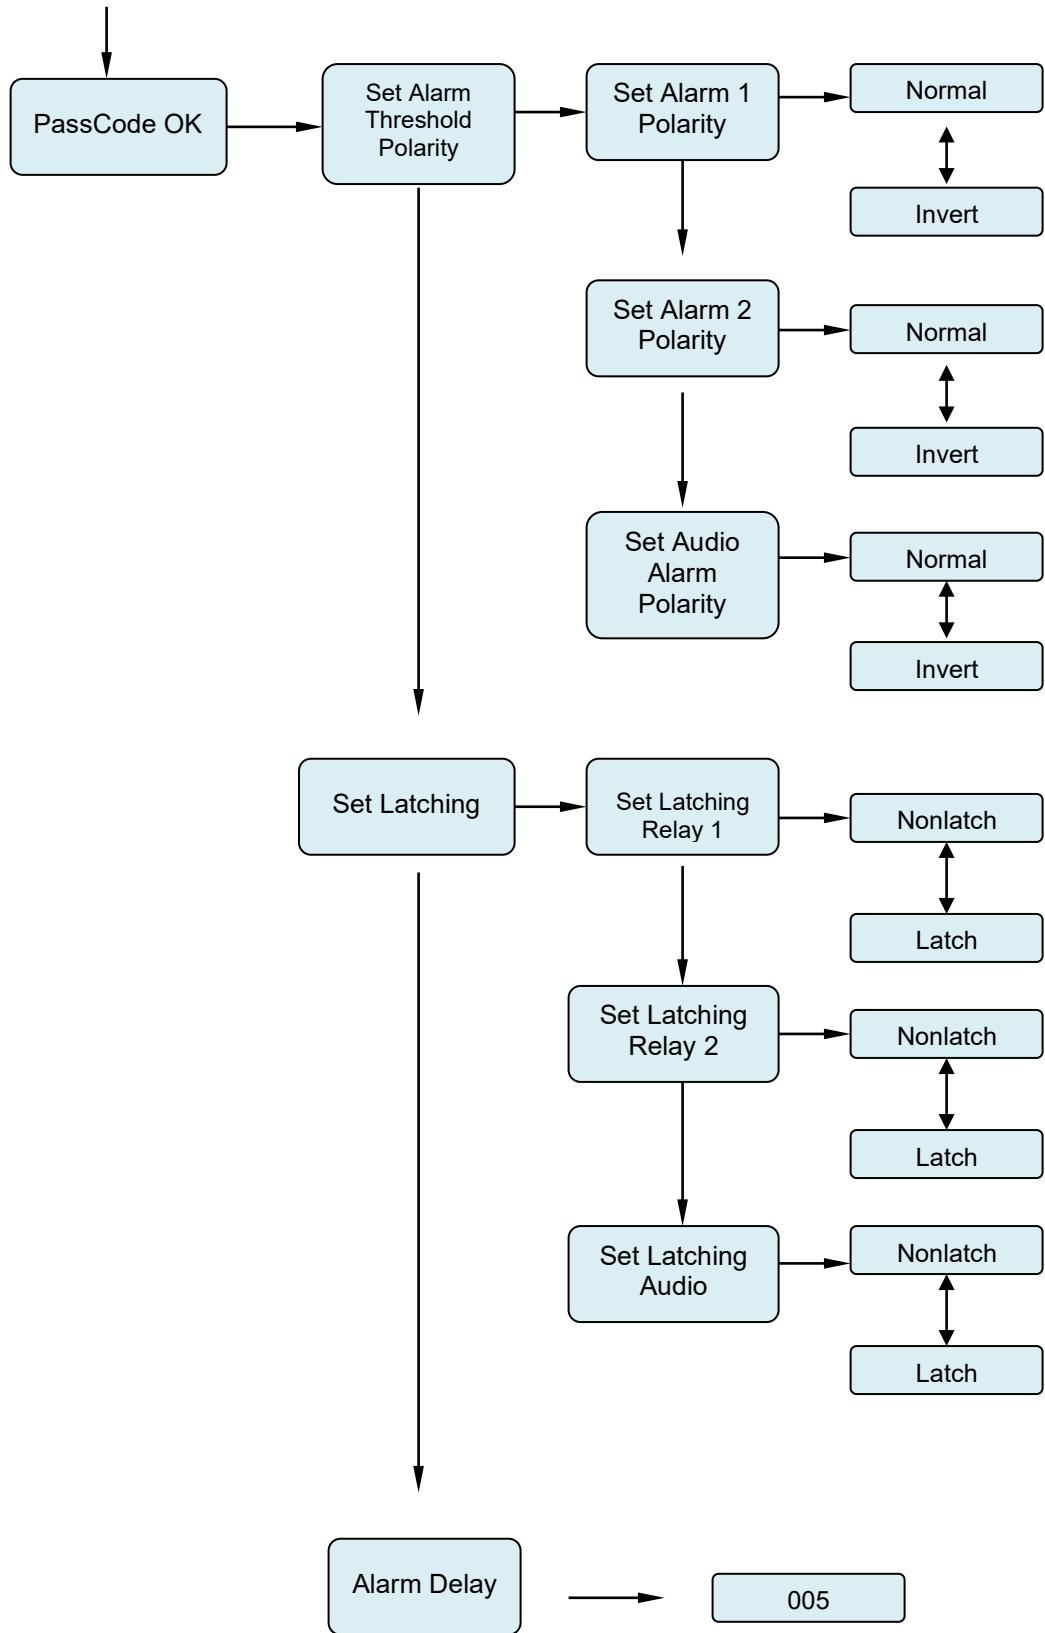 PassCode OK
Set Alarm
Threshold
Polarity
Set Alarm 1
Polarity
Normal
Invert
Set Alarm 2
Polarity
Normal
Invert
Set Audio
Alarm
Polarity
Normal
Invert
Set Latching
Set Latching
Relay 1
Nonlatch
Latch
Set Latching
Relay 2
Nonlatch
Latch
Set Latching
Audio
Nonlatch
Latch
Alarm Delay
005